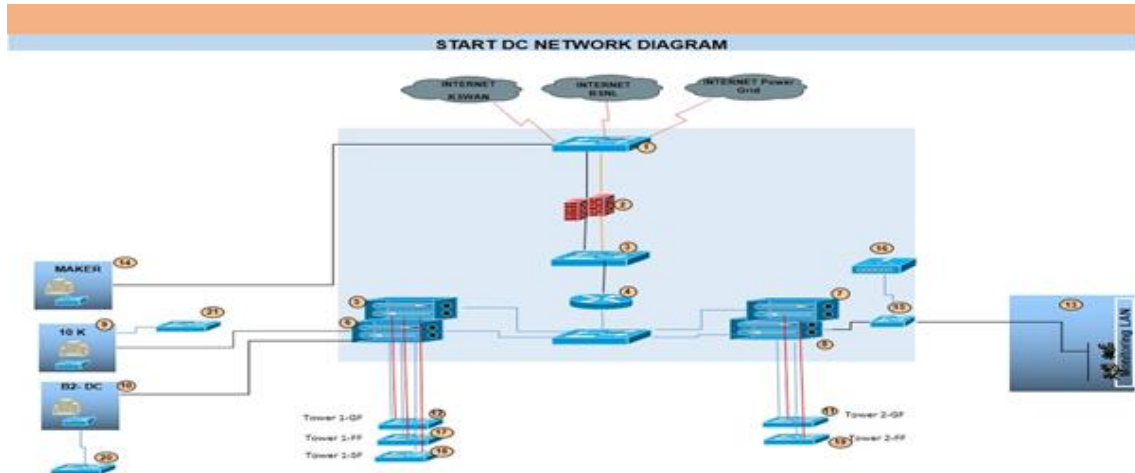 START DC NETWORK DIAGRAM
INTERNET
KSWAN
INTERNET
BSNL
INTERNET Power
Grid
1
2
3
4
16
14
MAKER
5
7
21
9
10 K
6
8
15
13
Monitoring LAN
10
B2- DC
20
Tower 1-GF
12
Tower 1-FF
17
Tower 1-SF
18
11
Tower 2-GF
19
Tower 2-FF